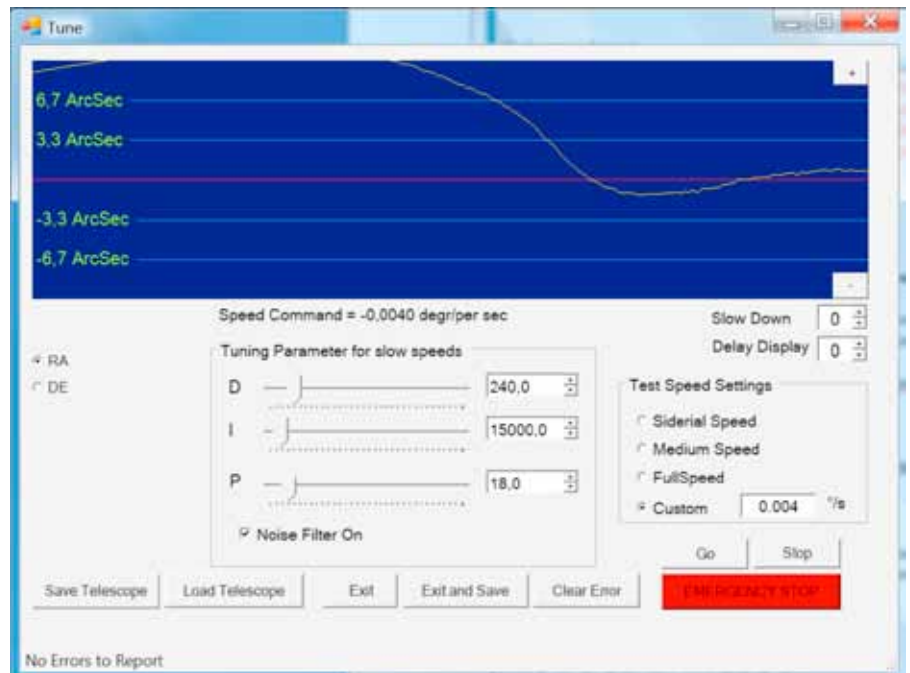 Tune
+
6,7 ArcSec
3,3 ArcSec
-3,3 ArcSec
-6,7 ArcSec
-
Speed Command = -0,0040 degr/per sec
Slow Down 0
Delay Display 0
RA
DE
Tuning Parameter for slow speeds
D 240,0
I 15000,0
P 18,0
Noise Filter On
Test Speed Settings
Siderial Speed
Medium Speed
FullSpeed
Custom 0.004 °/s
Go Stop
Save Telescope Load Telescope Exit Exit and Save Clear Error EMERGENCY STOP
No Errors to Report